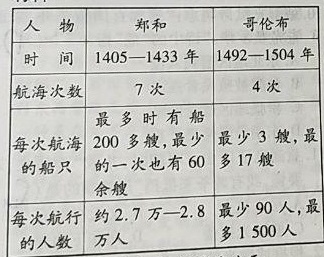 人 物 郑和 哥伦布
时 间 1405—1433 年 1492—1504 年
航海次数 7 次 4 次
每次航海的船只 最多时有船 200 多艘,最少的一次也有 60 余艘 最少 3 艘,最多 17 艘
每次航行的人数 约 2.7 万—2.8 万人 最少 90 人,最多 1 500 人